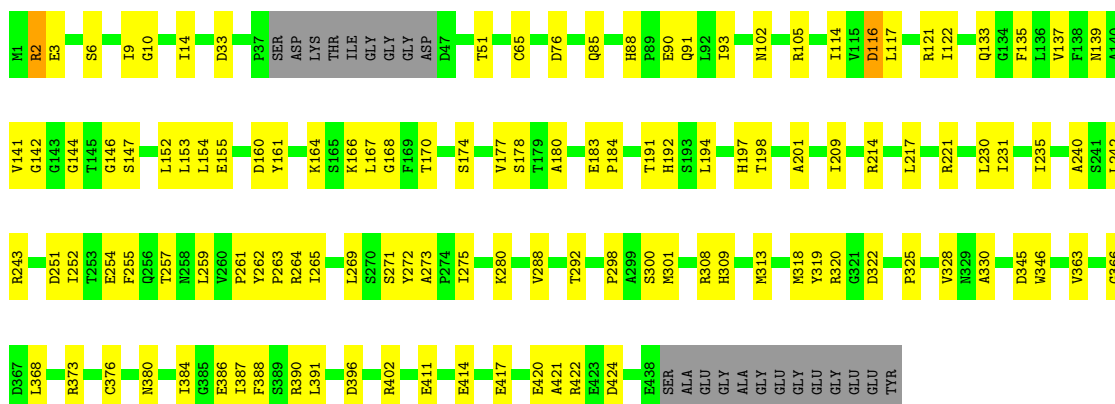 M1 R2 E3 S6 I9 G10 I14 D33 P37 SER ASP LYS THR ILE GLY GLY GLY ASP D47 T51 C65 D76 Q85 H88 P89 E90 Q91 L92 I93 N102 R105 I114 V115 D116 L117 R121 I122 Q133 G134 F135 L136 V137 F138 N139 A140
V141 G142 G143 G144 T145 G146 S147 L152 L153 L154 E155 D160 Y161 K164 S165 K166 L167 G168 F169 T170 S174 V177 S178 T179 A180 E183 P184 T191 H192 S193 L194 H197 T198 A201 I209 R214 L217 R221 L230 I231 I235 A240 S241 L242
R243 D251 I252 T253 E254 F255 Q256 T257 N258 L259 V260 P261 Y262 P263 R264 I265 L269 S270 S271 Y272 A273 P274 I275 K280 V288 T292 P298 A299 S300 M301 R308 H309 M313 M318 Y319 R320 G321 D322 P325 V328 N329 A330 D345 W346 V363 G366
D367 L368 R373 C376 N380 I384 G385 E386 I387 F388 S389 R390 L391 D396 R402 E411 E414 E417 E420 A421 R422 E423 D424 E438 SER ALA GLU GLY ALA GLY GLU GLY GLU GLY GLU GLU TYR